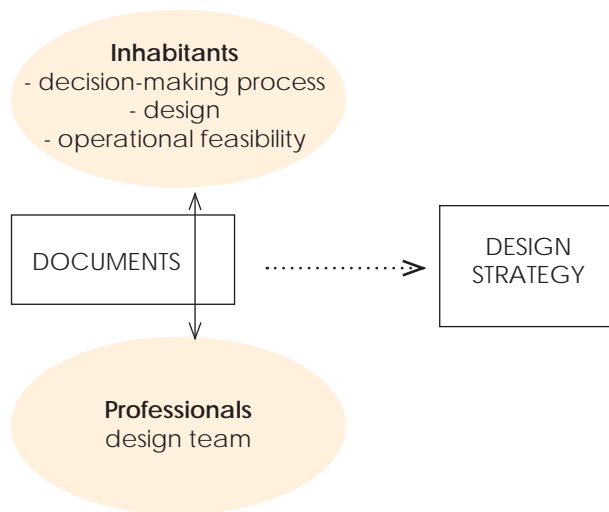 Inhabitants
- decision-making process
- design
- operational feasibility
DOCUMENTS
DESIGN
STRATEGY
Professionals
design team